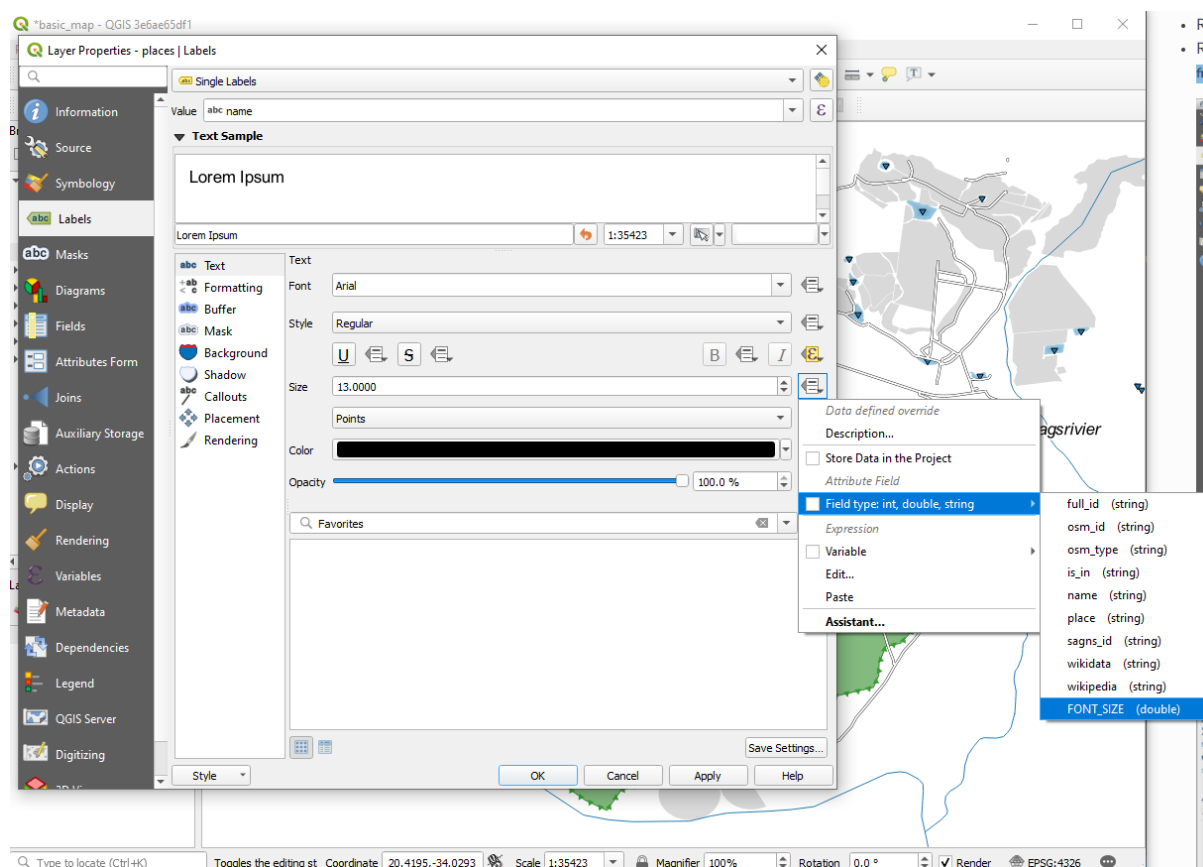 *basic_map - QGIS 3e6ae65df1
Layer Properties - places | Labels
Single Labels
Value abc name
Text Sample
Lorem Ipsum
Lorem Ipsum
1:35423
Information
Source
Symbology
abc Labels
abc Masks
Diagrams
Fields
Attributes Form
Joins
Auxiliary Storage
Actions
Display
Rendering
Variables
Metadata
Dependencies
Legend
QGIS Server
Digitizing
abc Text
Formatting
abc Buffer
abc Mask
Background
Shadow
abc Callouts
Placement
Rendering
Text
Font Arial
Style Regular
U S B I
Size 13.0000
Points
Color
Opacity 100.0 %
Favorites
Save Settings...
Style OK Cancel Apply Help
Data defined override
Description...
Store Data in the Project
Attribute Field
Field type: int, double, string
Expression
Variable
Edit...
Paste
Assistant...
full_id (string)
osm_id (string)
osm_type (string)
is_in (string)
name (string)
place (string)
sagns_id (string)
wikidata (string)
wikipedia (string)
FONT_SIZE (double)
agsrivier
Type to locate (Ctrl+K) Toggles the editing st Coordinate 20.4195,-34.0293 Scale 1:35423 Magnifier 100% Rotation 0.0 ° Render EPSG:4326